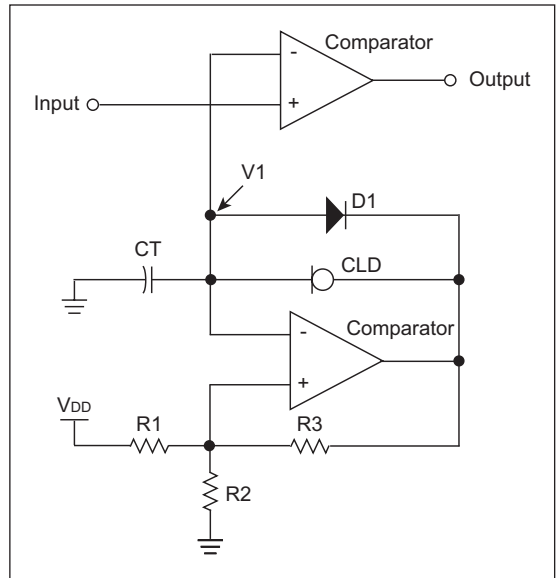 Comparator
-
+
Input
Output
V1
D1
CT
CLD
Comparator
-
+
VDD
R1
R3
R2